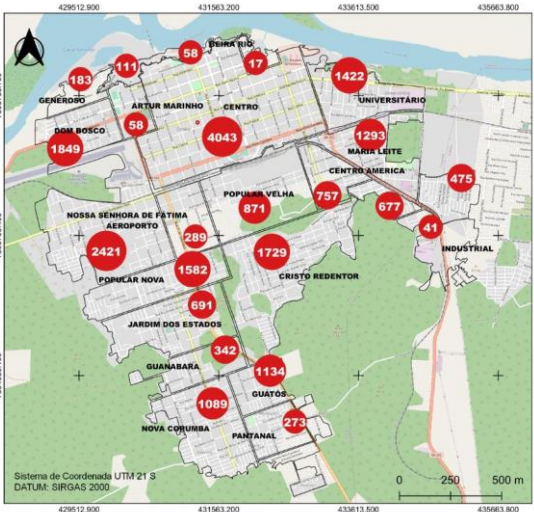 429512.900 431563.200 433613.500 435663.800
BEIRA RIO
58
17
111
183
1422
GENEROSO
ARTUR MARINHO
CENTRO
UNIVERSITÁRIO
DOM BOSCO
58
4043
1293
1849
MARIA LEITE
CENTRO AMERICA
475
POPULAR VELHA
757
871
677
NOSSA SENHORA DE FÁTIMA
AEROPORTO
41
289
2421
1729
INDUSTRIAL
1582
POPULAR NOVA
CRISTO REDENTOR
691
JARDIM DOS ESTADOS
342
GUANABARA
1134
GUATÓS
1089
273
NOVA CORUMBA
PANTANAL
Sistema de Coordenada UTM 21 S
DATUM: SIRGAS 2000
0 250 500 m
429512.900 431563.200 433613.500 435663.800